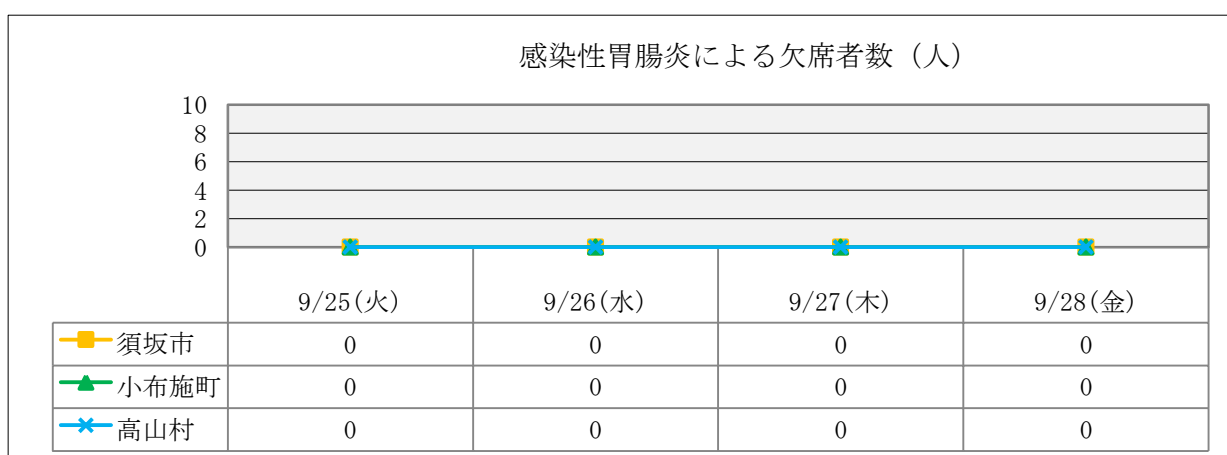 感染性胃腸炎による欠席者数（人）
10
8
6
4
2
0
9/25(火) 9/26(水) 9/27(木) 9/28(金)
須坂市 0 0 0 0
小布施町 0 0 0 0
高山村 0 0 0 0